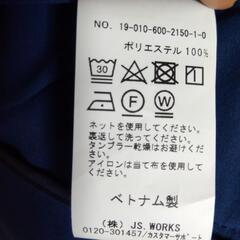 NO. 19-010-600-2150-1-0
ポリエステル 100%
30
P W
ネットを使用してください。
裏返して洗ってください。
タンブラー乾燥はお避けください。
アイロンは当て布を使用してください。
ベトナム製
(株) JS.WORKS
0120-301457/カスタマーサポート